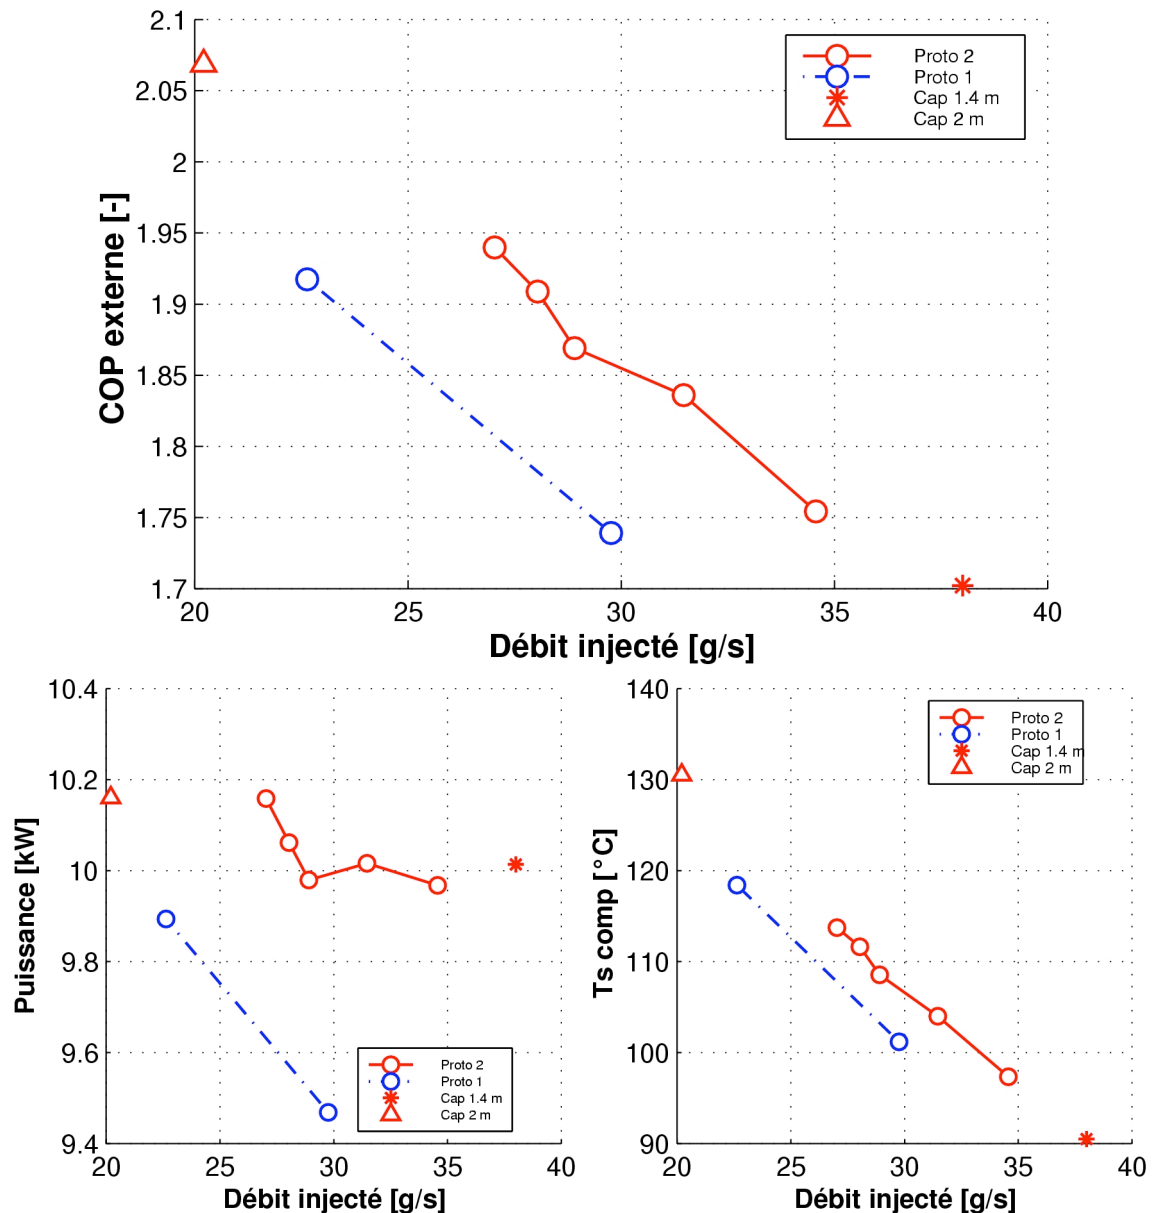 2.1
2.05
2
1.95
1.9
1.85
1.8
1.75
1.7
COP externe [-]
Proto 2
Proto 1
Cap 1.4 m
Cap 2 m
20 25 30 35 40
Débit injecté [g/s]
10.4
10.2
10
9.8
9.6
9.4
Puissance [kW]
Proto 2
Proto 1
Cap 1.4 m
Cap 2 m
20 25 30 35 40
Débit injecté [g/s]
140
130
120
110
100
90
Ts comp [°C]
Proto 2
Proto 1
Cap 1.4 m
Cap 2 m
20 25 30 35 40
Débit injecté [g/s]